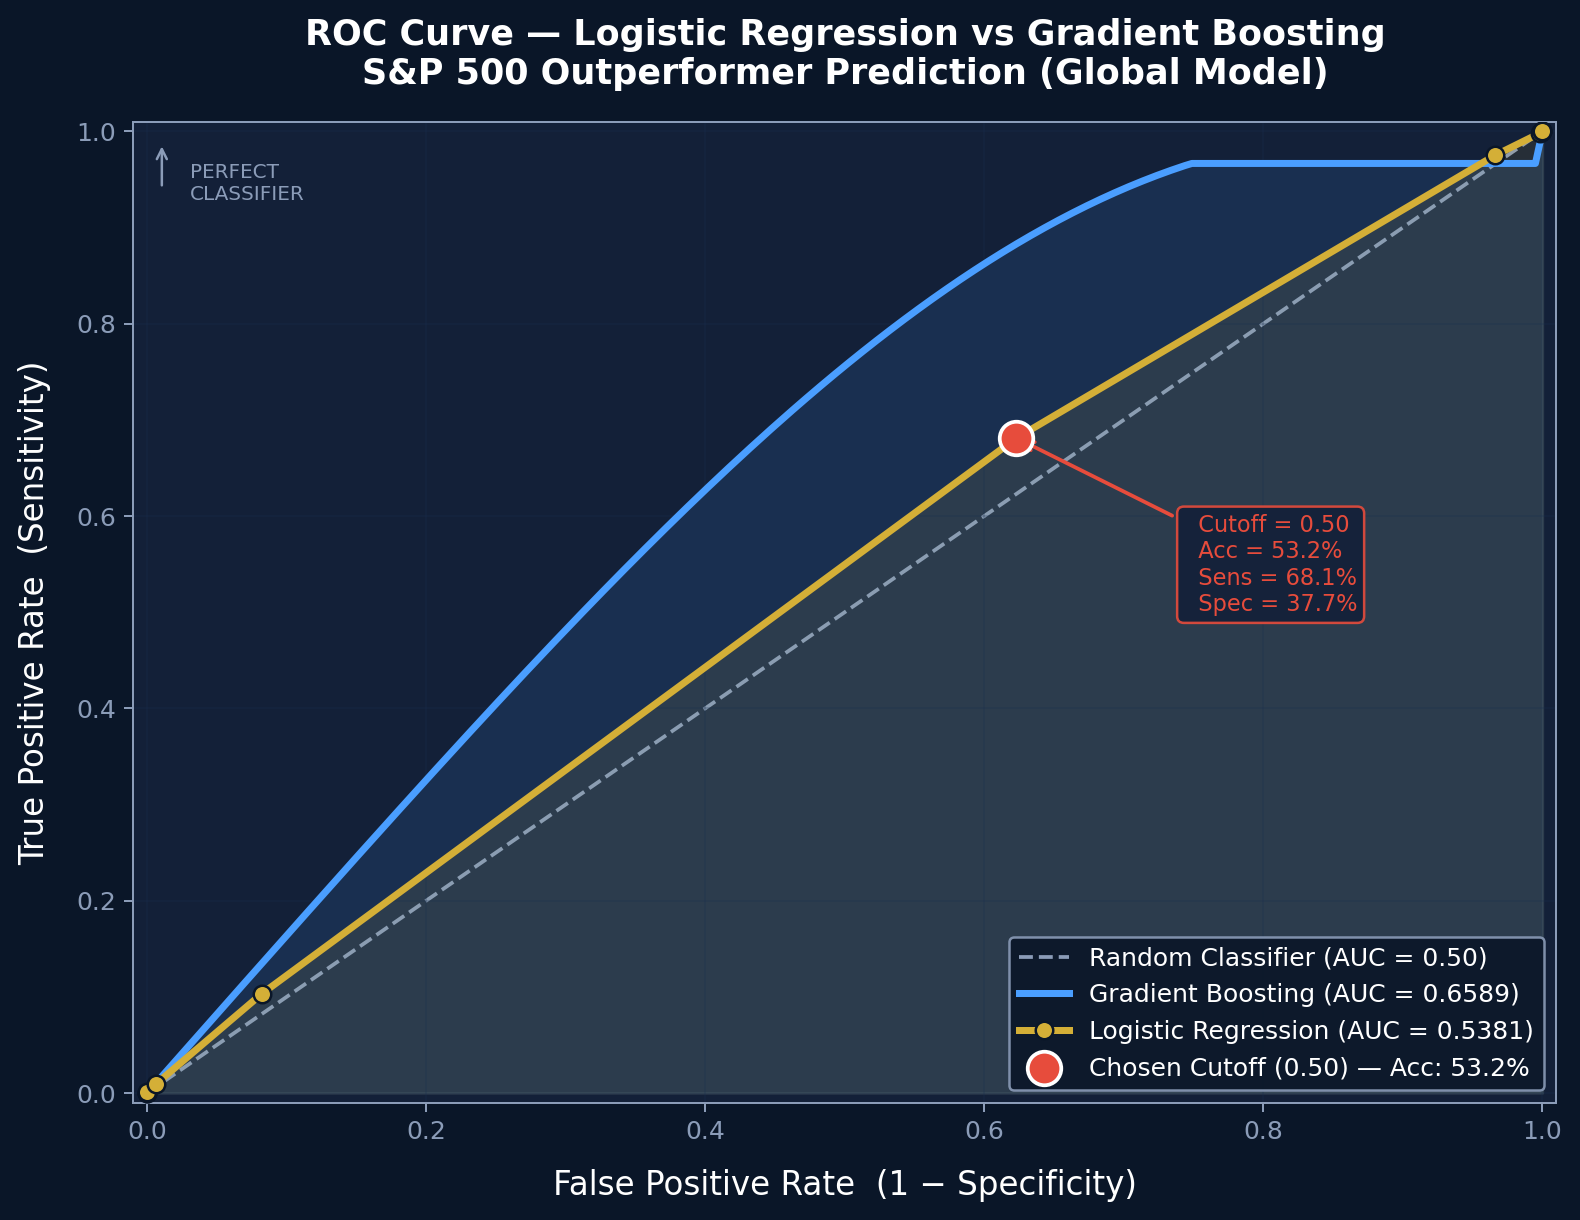 ROC Curve — Logistic Regression vs Gradient Boosting
S&P 500 Outperformer Prediction (Global Model)
PERFECT
CLASSIFIER
True Positive Rate (Sensitivity)
1.0
0.8
0.6
0.4
0.2
0.0
Cutoff = 0.50
Acc = 53.2%
Sens = 68.1%
Spec = 37.7%
Random Classifier (AUC = 0.50)
Gradient Boosting (AUC = 0.6589)
Logistic Regression (AUC = 0.5381)
Chosen Cutoff (0.50) — Acc: 53.2%
0.0 0.2 0.4 0.6 0.8 1.0
False Positive Rate (1 − Specificity)